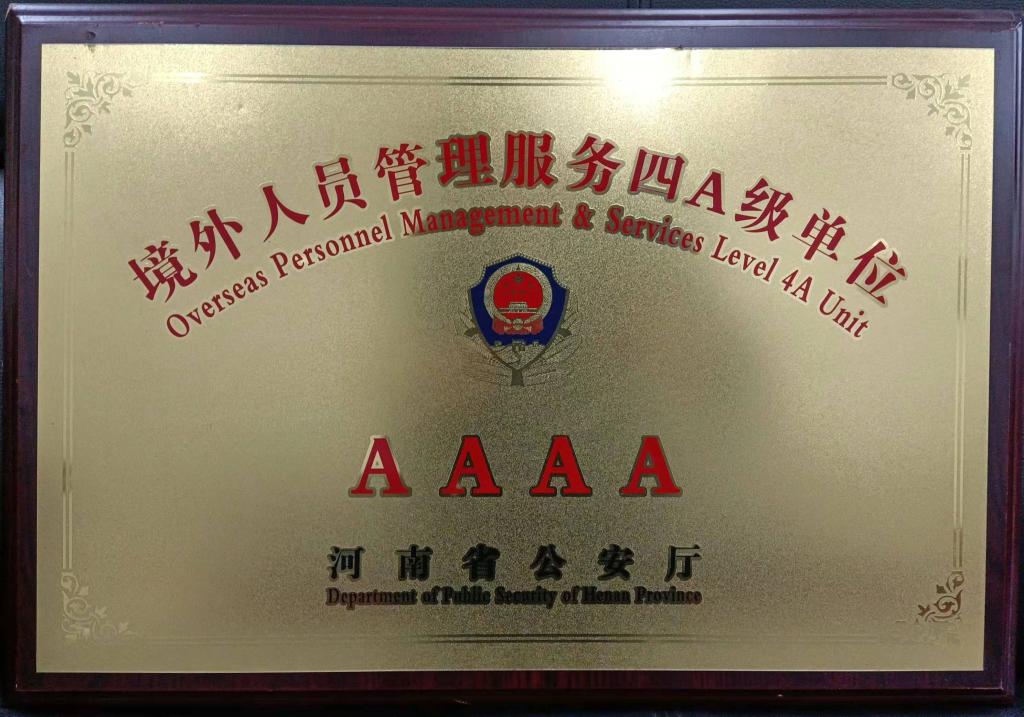 境外人员管理服务四A级单位
Overseas Personnel Management & Services Level 4A Unit
AAAA
河南省公安厅
Department of Public Security of Henan Province